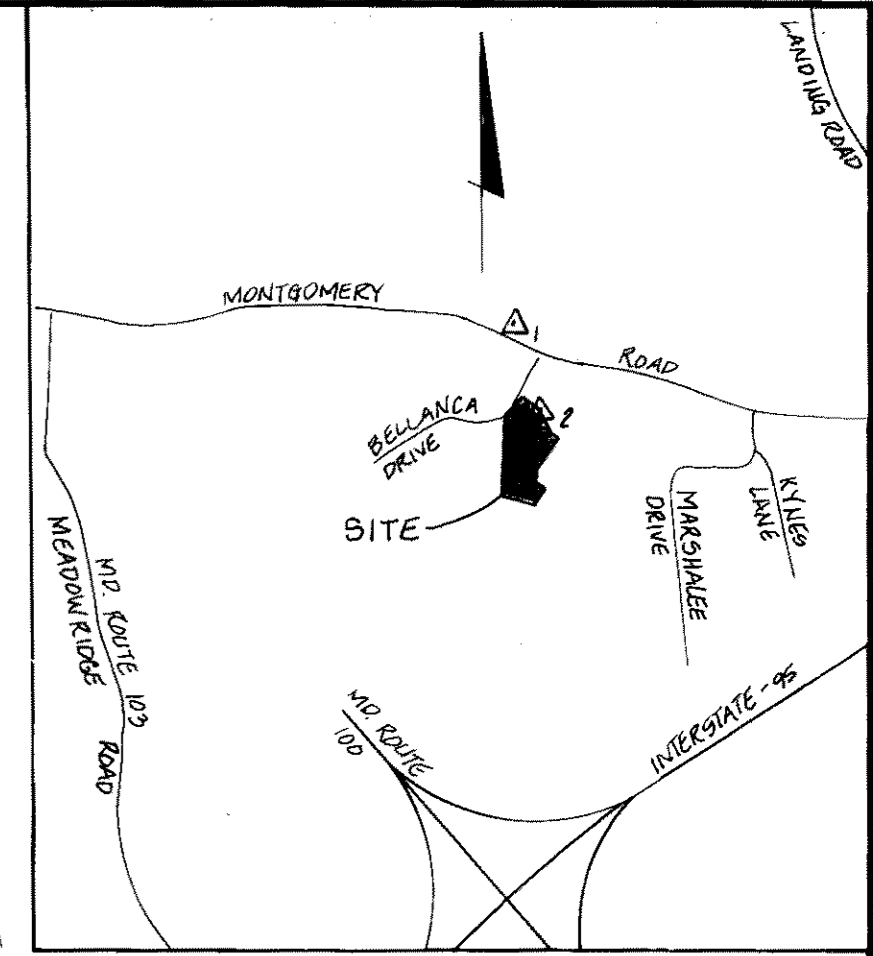 LANDING ROAD
MONTGOMERY
1
ROAD
BELLANCA
DRIVE
2
SITE
MARSHALEE
DRIVE
KYNES
LANE
MD. ROUTE 103
MEADOWRIDGE ROAD
MD. ROUTE
100
INTERSTATE-95